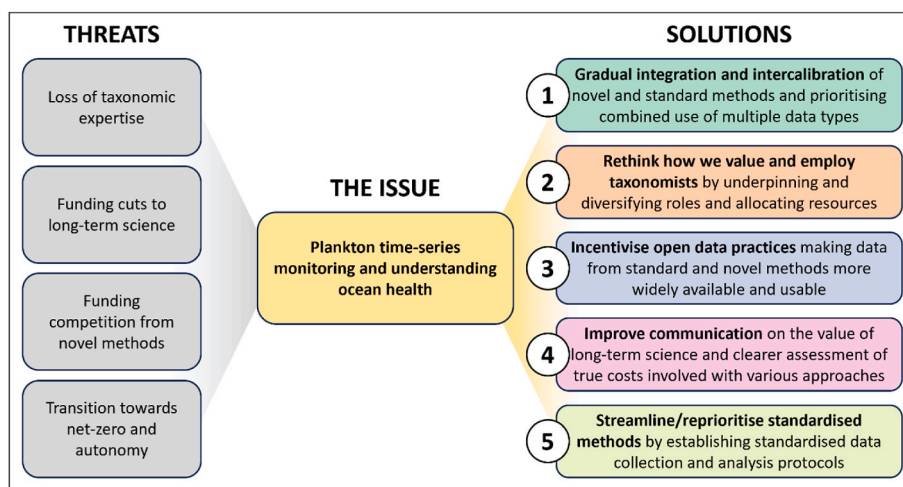 THREATS
Loss of taxonomic
expertise
Funding cuts to
long-term science
Funding
competition from
novel methods
Transition towards
net-zero and
autonomy
THE ISSUE
Plankton time-series
monitoring and understanding
ocean health
SOLUTIONS
1
Gradual integration and intercalibration of
novel and standard methods and prioritising
combined use of multiple data types
2
Rethink how we value and employ
taxonomists by underpinning and
diversifying roles and allocating resources
3
Incentivise open data practices making data
from standard and novel methods more
widely available and usable
4
Improve communication on the value of
long-term science and clearer assessment of
true costs involved with various approaches
5
Streamline/reprioritise standardised
methods by establishing standardised data
collection and analysis protocols